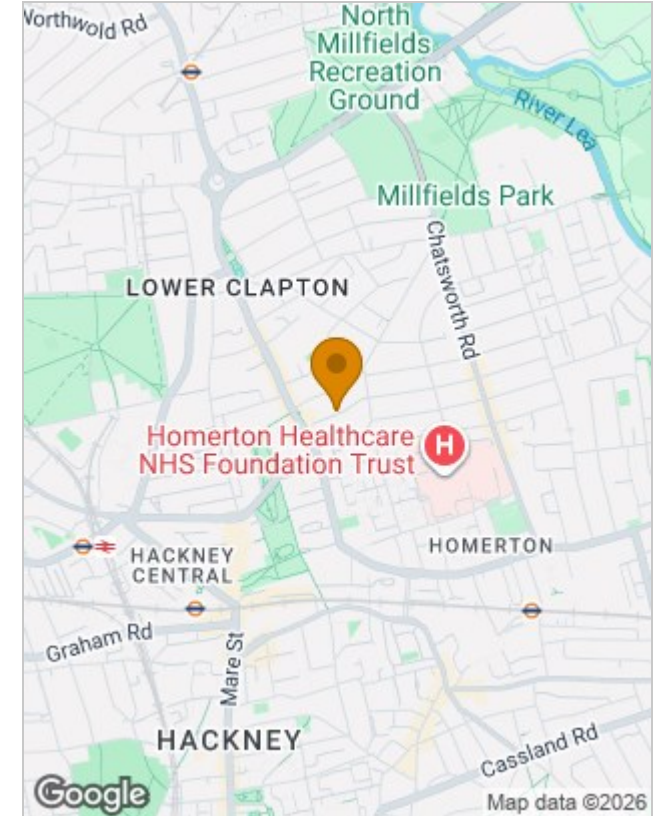 Northwold Rd
North
Millfields
Recreation
Ground
River Lea
Millfields Park
Chatsworth Rd
LOWER CLAPTON
Homerton Healthcare
NHS Foundation Trust
H
HACKNEY
CENTRAL
HOMERTON
Graham Rd
Mare St
HACKNEY
Cassland Rd
Google
Map data ©2026